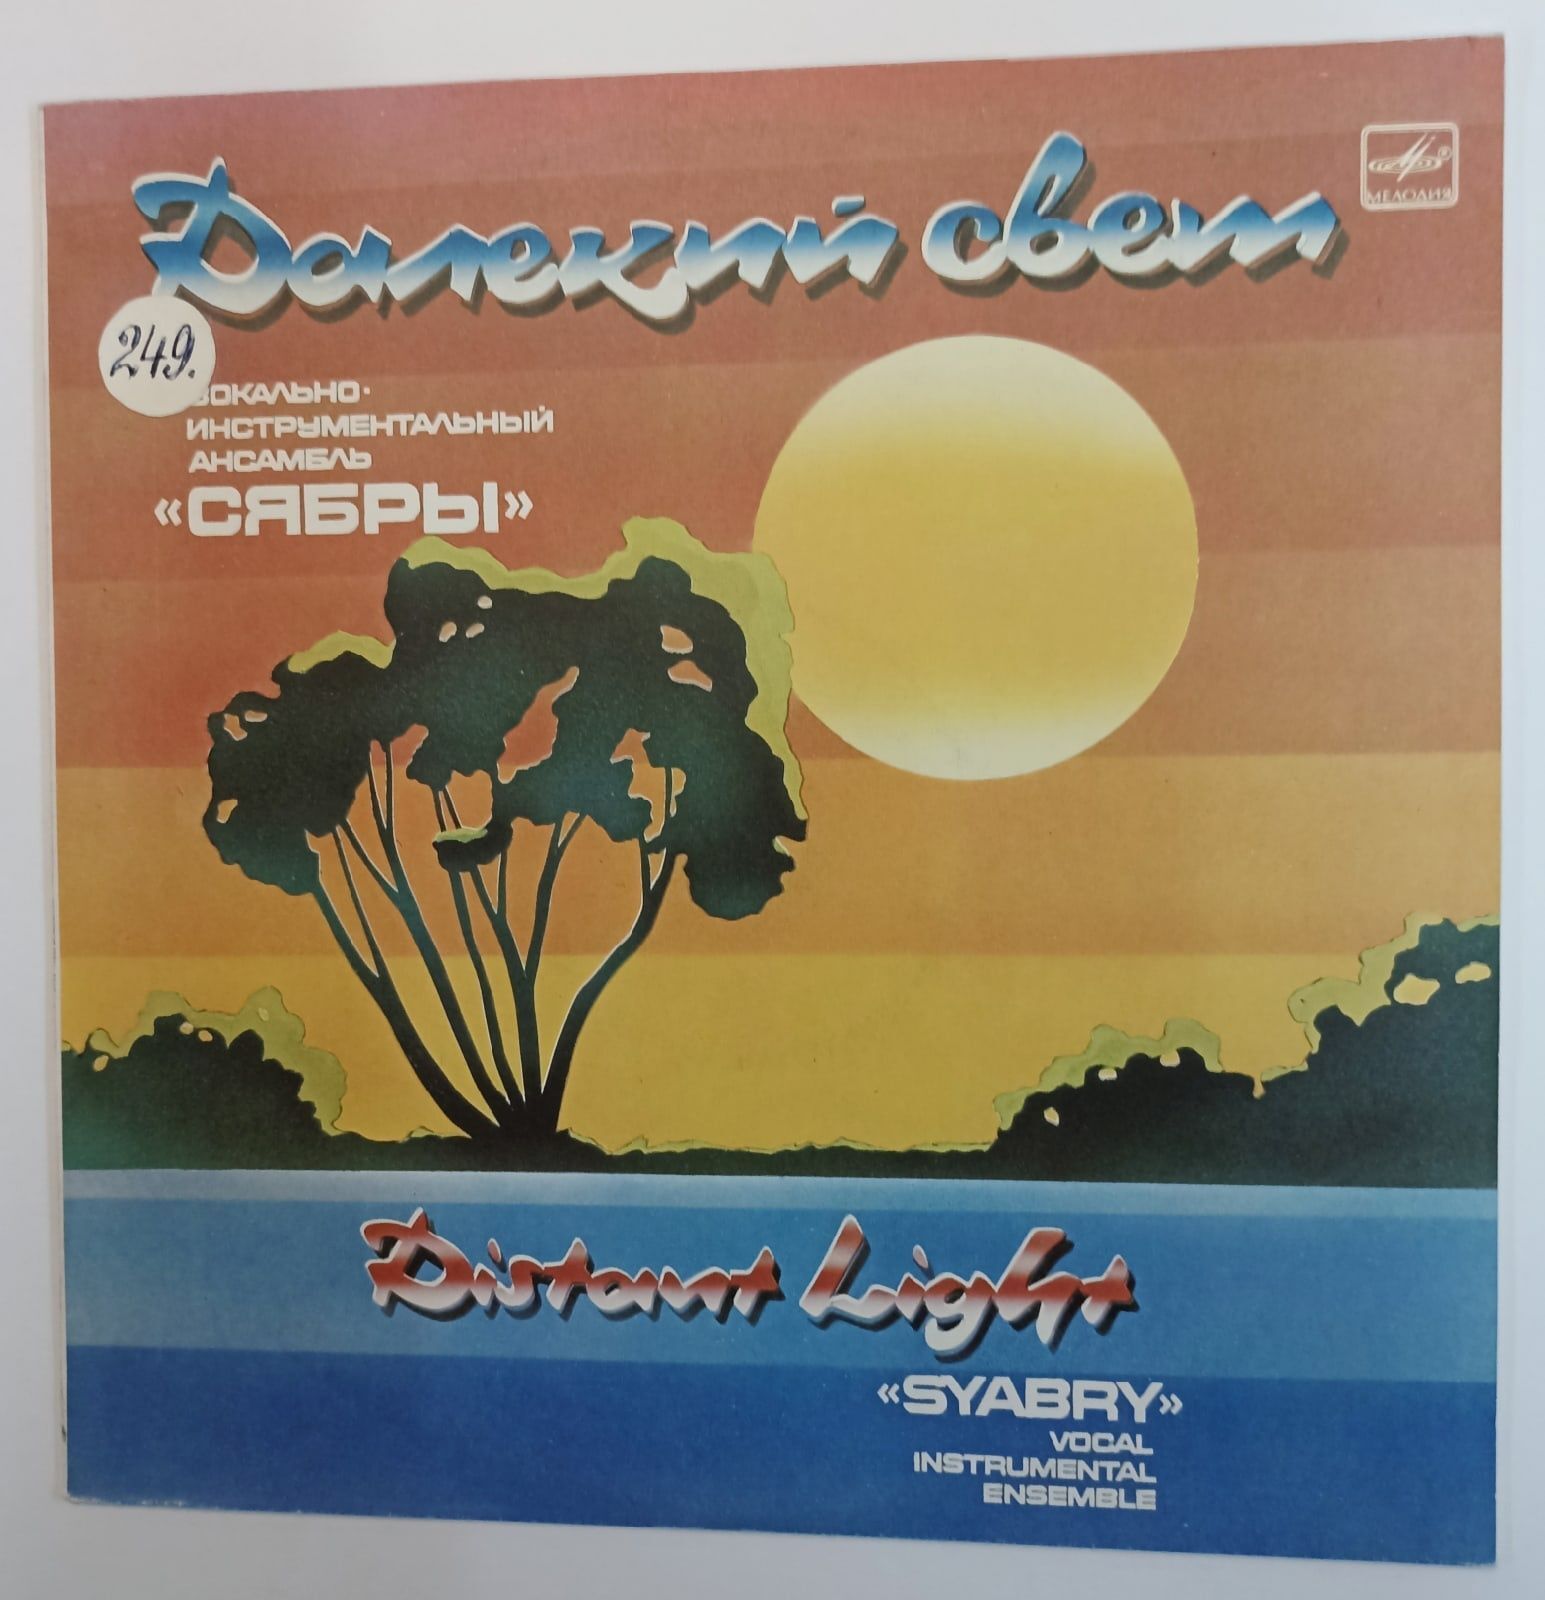 Далекий свет
МЕЛОДИЯ
249.
ВОКАЛЬНО-
ИНСТРУМЕНТАЛЬНЫЙ
АНСАМБЛЬ
«СЯБРЫ»
Distant Light
«SYABRY»
VOCAL
INSTRUMENTAL
ENSEMBLE